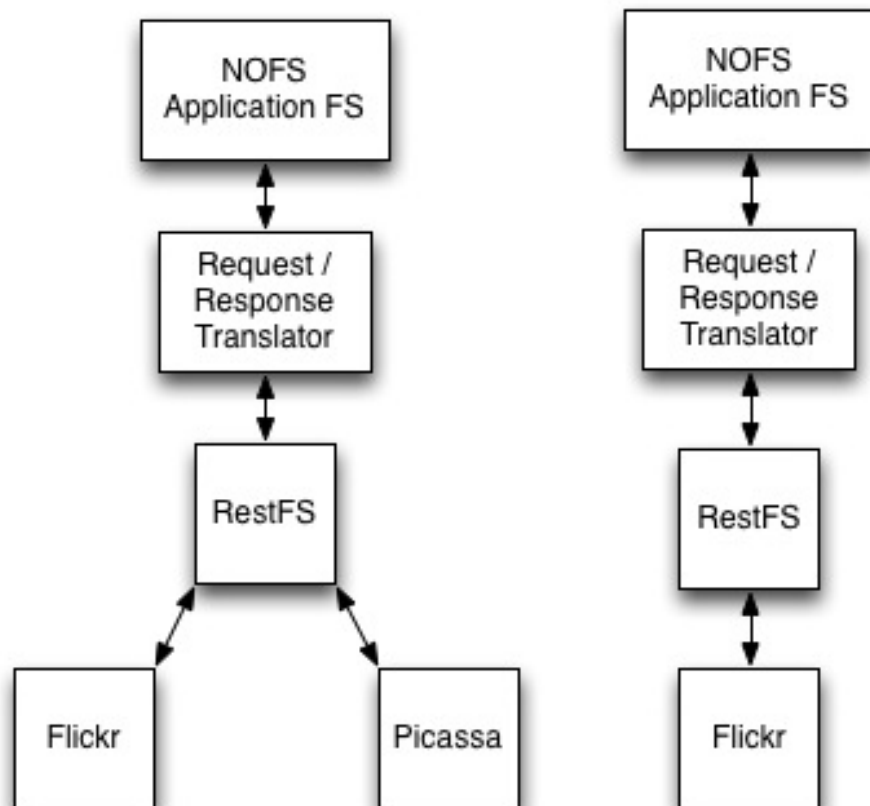 NOFS
Application FS
Request /
Response
Translator
RestFS
Flickr
Picassa
NOFS
Application FS
Request /
Response
Translator
RestFS
Flickr